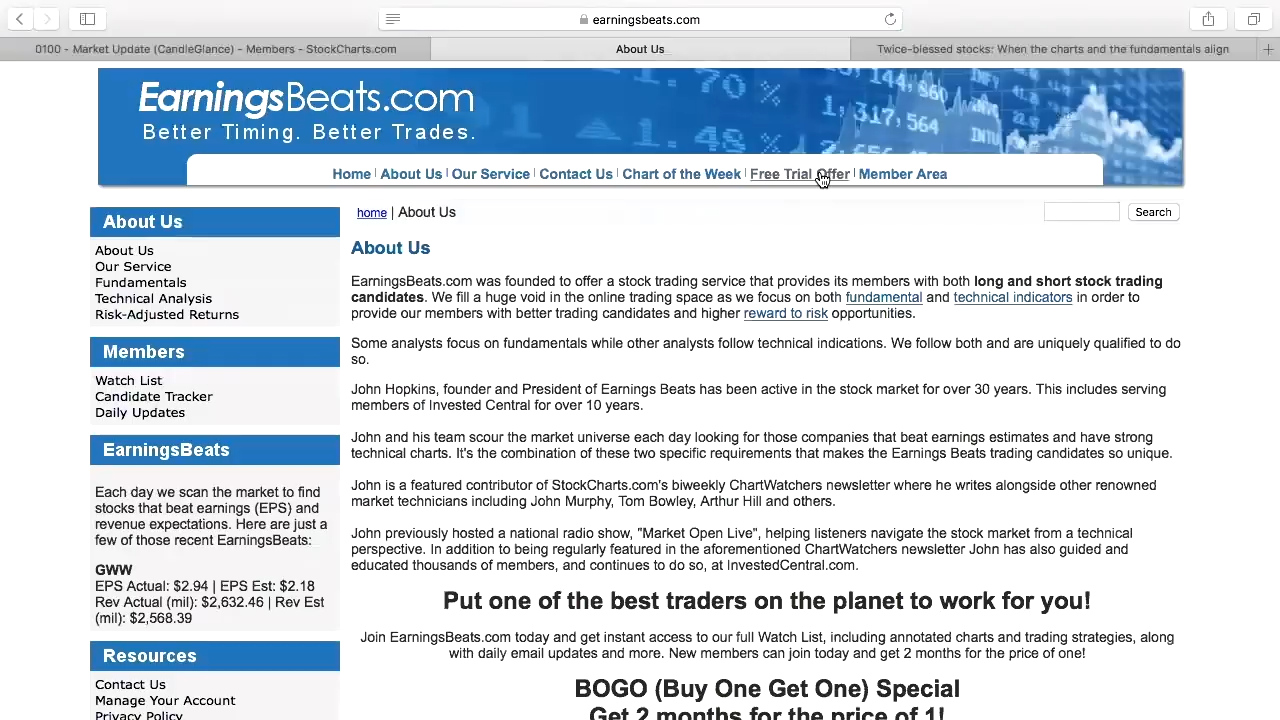 earningsbeats.com
0100 - Market Update (CandleGlance) - Members - StockCharts.com
About Us
Twice-blessed stocks: When the charts and the fundamentals align
EarningsBeats.com
Better Timing. Better Trades.
Home | About Us | Our Service | Contact Us | Chart of the Week | Free Trial Offer | Member Area
About Us
About Us
Our Service
Fundamentals
Technical Analysis
Risk-Adjusted Returns
Members
Watch List
Candidate Tracker
Daily Updates
EarningsBeats
Each day we scan the market to find
stocks that beat earnings (EPS) and
revenue expectations. Here are just a
few of those recent EarningsBeats:
GWW
EPS Actual: $2.94 | EPS Est: $2.18
Rev Actual (mil): $2,632.46 | Rev Est
(mil): $2,568.39
Resources
Contact Us
Manage Your Account
Privacy Policy
home | About Us
Search
About Us
EarningsBeats.com was founded to offer a stock trading service that provides its members with both long and short stock trading
candidates. We fill a huge void in the online trading space as we focus on both fundamental and technical indicators in order to
provide our members with better trading candidates and higher reward to risk opportunities.
Some analysts focus on fundamentals while other analysts follow technical indications. We follow both and are uniquely qualified to do
so.
John Hopkins, founder and President of Earnings Beats has been active in the stock market for over 30 years. This includes serving
members of Invested Central for over 10 years.
John and his team scour the market universe each day looking for those companies that beat earnings estimates and have strong
technical charts. It's the combination of these two specific requirements that makes the Earnings Beats trading candidates so unique.
John is a featured contributor of StockCharts.com's biweekly ChartWatchers newsletter where he writes alongside other renowned
market technicians including John Murphy, Tom Bowley, Arthur Hill and others.
John previously hosted a national radio show, "Market Open Live", helping listeners navigate the stock market from a technical
perspective. In addition to being regularly featured in the aforementioned ChartWatchers newsletter John has also guided and
educated thousands of members, and continues to do so, at InvestedCentral.com.
Put one of the best traders on the planet to work for you!
Join EarningsBeats.com today and get instant access to our full Watch List, including annotated charts and trading strategies, along
with daily email updates and more. New members can join today and get 2 months for the price of one!
BOGO (Buy One Get One) Special
Get 2 months for the price of 1!